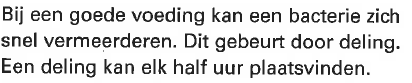 Bij een goede voeding kan een bacterie zich
snel vermeerderen. Dit gebeurt door deling.
Een deling kan elk half uur plaatsvinden.